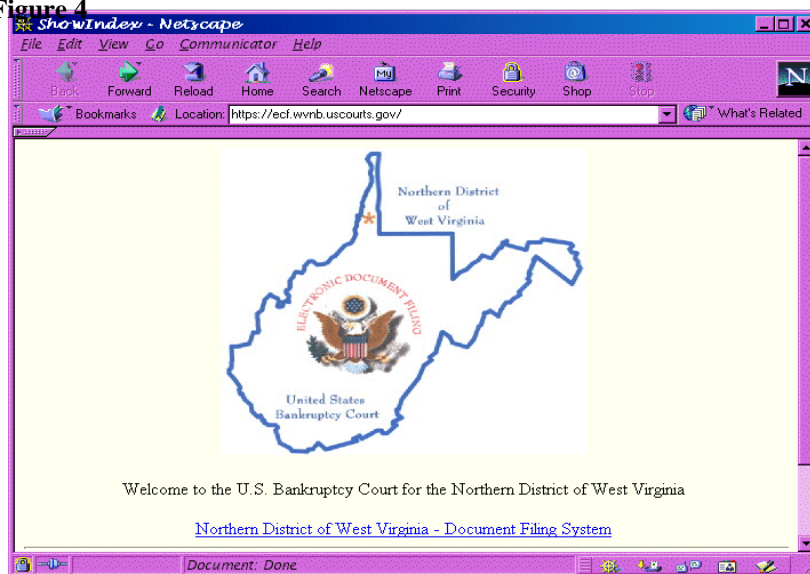 Figure 4
ShowIndex - Netscape
File Edit View Go Communicator Help
Back Forward Reload Home Search My Netscape Print Security Shop Stop N
Bookmarks Location: https://ecf.wvnb.uscourts.gov/ What's Related
Northern District
of
West Virginia
*
ELECTRONIC DOCUMENT FILING
United States
Bankruptcy Court
Welcome to the U.S. Bankruptcy Court for the Northern District of West Virginia
Northern District of West Virginia - Document Filing System
Document: Done